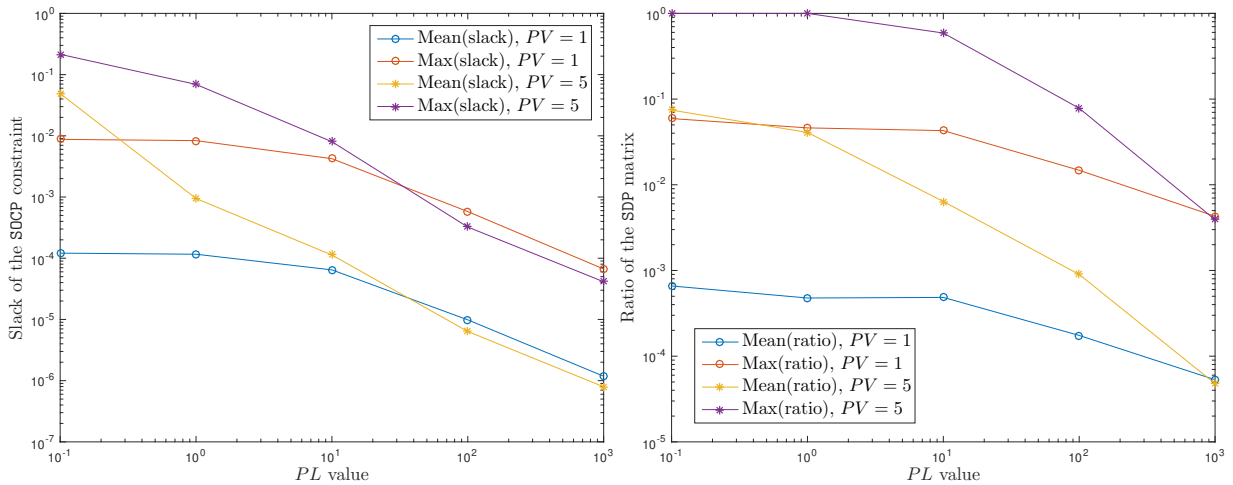 Slack of the SOCP constraint
10^0
10^-1
10^-2
10^-3
10^-4
10^-5
10^-6
10^-7
Mean(slack), PV = 1
Max(slack), PV = 1
Mean(slack), PV = 5
Max(slack), PV = 5
10^-1 10^0 10^1 10^2 10^3
PL value
Ratio of the SDP matrix
10^0
10^-1
10^-2
10^-3
10^-4
10^-5
Mean(ratio), PV = 1
Max(ratio), PV = 1
Mean(ratio), PV = 5
Max(ratio), PV = 5
10^-1 10^0 10^1 10^2 10^3
PL value